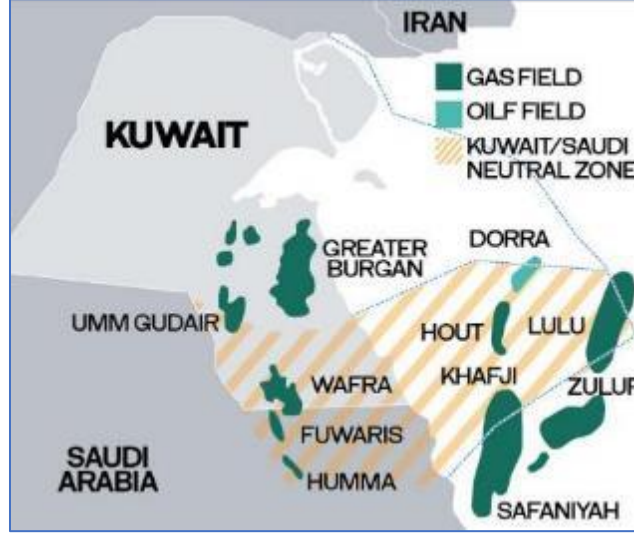 IRAN
GAS FIELD
OILF FIELD
KUWAIT/SAUDI
NEUTRAL ZONE
KUWAIT
DORRA
GREATER
BURGAN
UMM GUDAIR
HOUT
LULU
KHAFJI
ZULUF
WAFRA
FUWARIS
SAUDI
ARABIA
HUMMA
SAFANIYAH